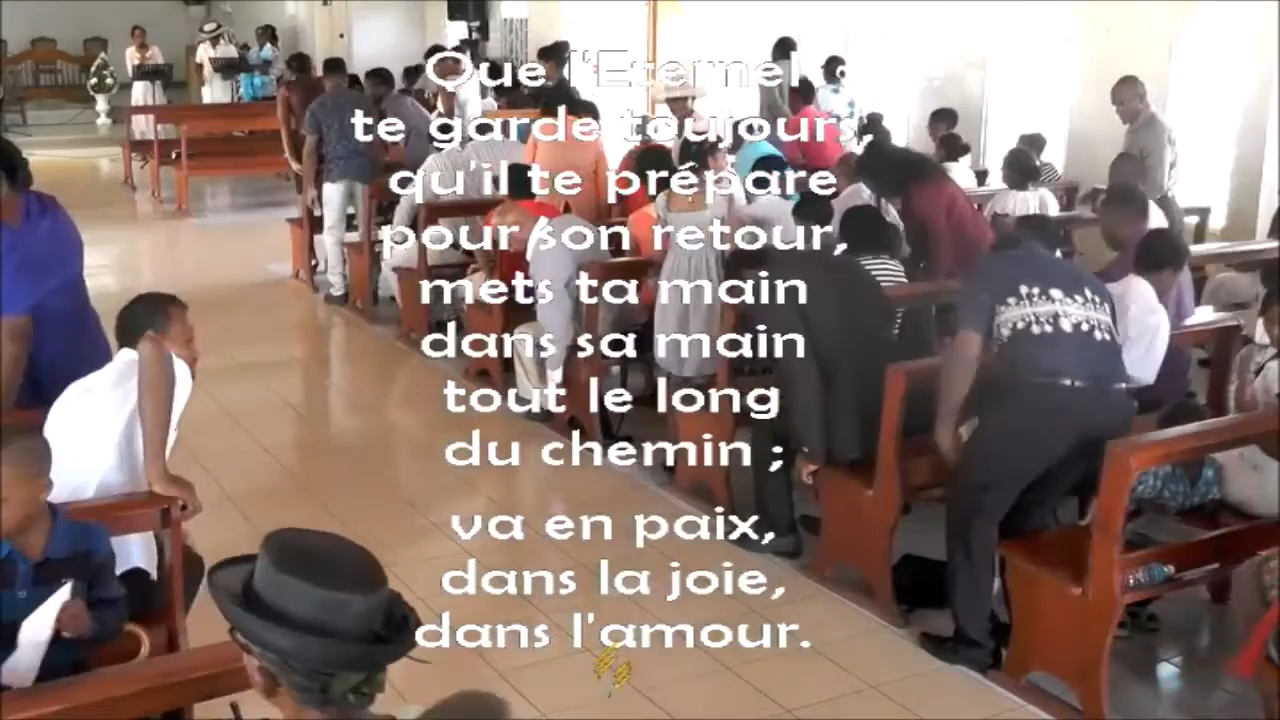 Que l'Eternel
te garde toujours,
qu'il te prépare
pour son retour,
mets ta main
dans sa main
tout le long
du chemin ;
va en paix,
dans la joie,
dans l'amour.